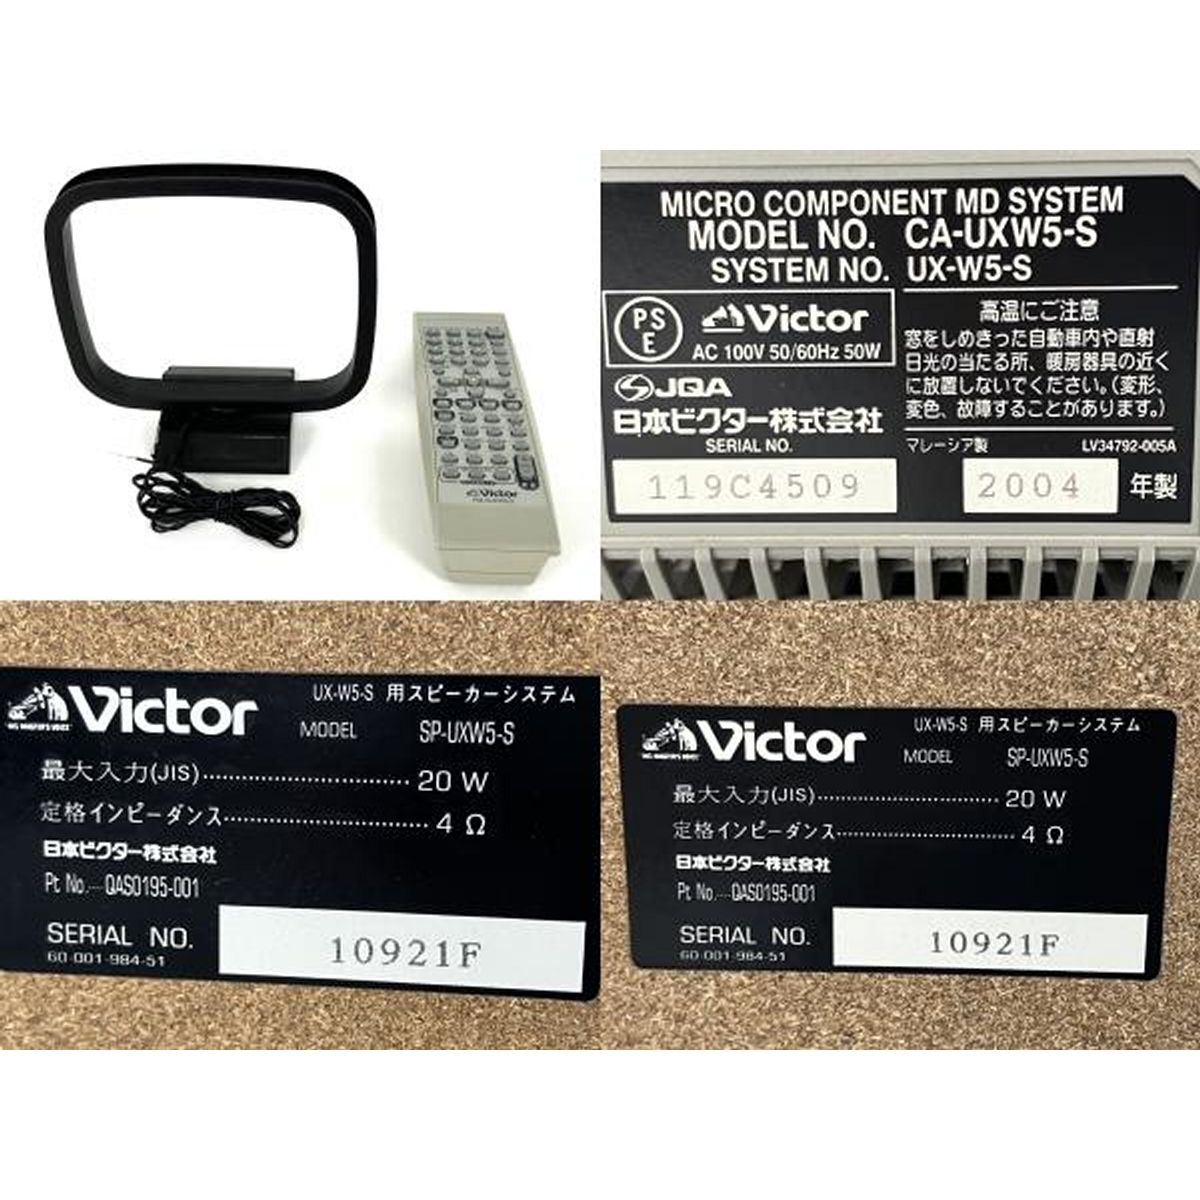 Victor
MICRO COMPONENT MD SYSTEM
MODEL NO. CA-UXW5-S
SYSTEM NO. UX-W5-S
PSE
Victor
AC 100V 50/60Hz 50W
JQA
日本ビクター株式会社
SERIAL NO.
119C4509
高温にご注意
窓をしめきった自動車内や直射
日光の当たる所、暖房器具の近く
に放置しないでください。(変形、
変色、故障することがあります。)
マレーシア製 LV34792-005A
2004 年製
Victor
UX-W5-S 用スピーカーシステム
MODEL SP-UXW5-S
最大入力(JIS) 20 W
定格インピーダンス 4 Ω
日本ビクター株式会社
Pt No. QAS0195-001
SERIAL NO. 10921F
60-001-984-51
Victor
UX-W5-S 用スピーカーシステム
MODEL SP-UXW5-S
最大入力(JIS) 20 W
定格インピーダンス 4 Ω
日本ビクター株式会社
Pt No. QAS0195-001
SERIAL NO. 10921F
60-001-984-51